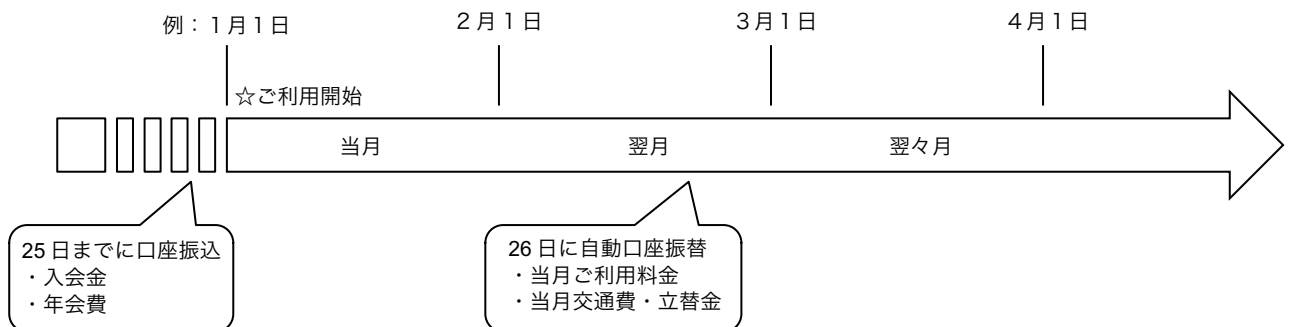 例：１月１日
２月１日
３月１日
４月１日
☆ご利用開始
当月
翌月
翌々月
25日までに口座振込
・入会金
・年会費
26日に自動口座振替
・当月ご利用料金
・当月交通費・立替金